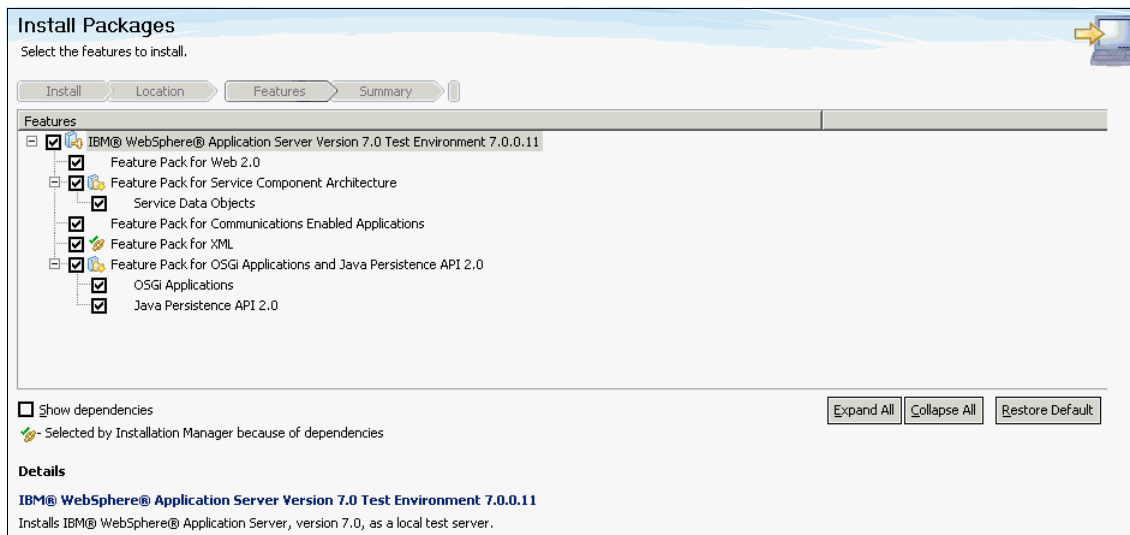 Install Packages
Select the features to install.
Install Location Features Summary
Features
IBM® WebSphere® Application Server Version 7.0 Test Environment 7.0.0.11
Feature Pack for Web 2.0
Feature Pack for Service Component Architecture
Service Data Objects
Feature Pack for Communications Enabled Applications
Feature Pack for XML
Feature Pack for OSGi Applications and Java Persistence API 2.0
OSGi Applications
Java Persistence API 2.0
Show dependencies Expand All Collapse All Restore Default
- Selected by Installation Manager because of dependencies
Details
IBM® WebSphere® Application Server Version 7.0 Test Environment 7.0.0.11
Installs IBM® WebSphere® Application Server, version 7.0, as a local test server.